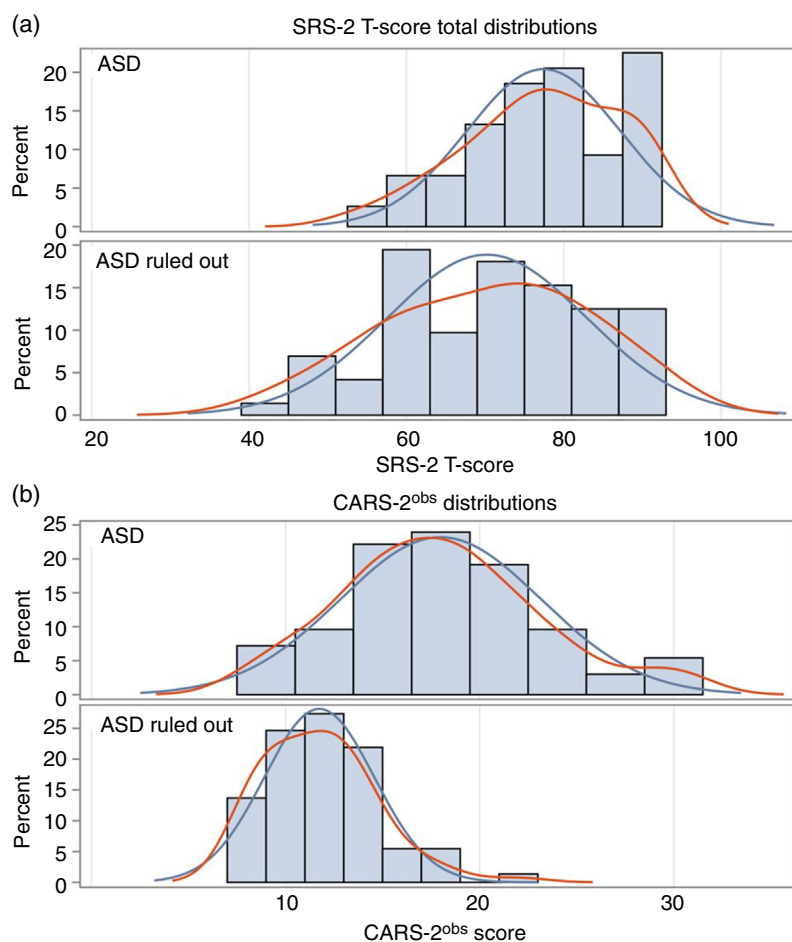 (a)
SRS-2 T-score total distributions
ASD
Percent
20
15
10
5
0
ASD ruled out
Percent
20
15
10
5
0
20 40 60 80 100
SRS-2 T-score
(b)
CARS-2obs distributions
ASD
Percent
25
20
15
10
5
0
ASD ruled out
Percent
25
20
15
10
5
0
10 20 30
CARS-2obs score